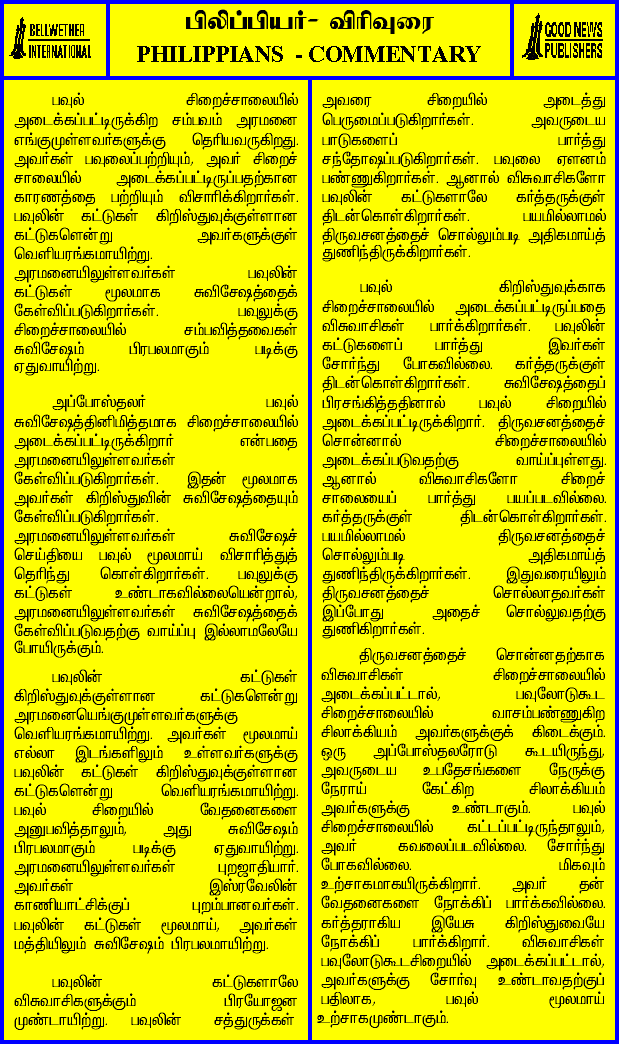 BELLWETHER
INTERNATIONAL
பிலிப்பியர்- விரிவுரை
PHILIPPIANS - COMMENTARY
GOOD NEWS
PUBLISHERS
பவுல் சிறைச்சாலையில்
அடைக்கப்பட்டிருக்கிற சம்பவம் அரமனை
எங்குமுள்ளவர்களுக்கு தெரியவருகிறது.
அவர்கள் பவுலைப்பற்றியும், அவர் சிறைச்
சாலையில் அடைக்கப்பட்டிருப்பதற்கான
காரணத்தை பற்றியும் விசாரிக்கிறார்கள்.
பவுலின் கட்டுகள் கிறிஸ்துவுக்குள்ளான
கட்டுகளென்று அவர்களுக்குள்
வெளியரங்கமாயிற்று.
அரமனையிலுள்ளவர்கள் பவுலின்
கட்டுகள் மூலமாக சுவிசேஷத்தைக்
கேள்விப்படுகிறார்கள். பவுலுக்கு
சிறைச்சாலையில் சம்பவித்தவைகள்
சுவிசேஷம் பிரபலமாகும் படிக்கு
ஏதுவாயிற்று.
அப்போஸ்தலர் பவுல்
சுவிசேஷத்தினிமித்தமாக சிறைச்சாலையில்
அடைக்கப்பட்டிருக்கிறார் என்பதை
அரமனையிலுள்ளவர்கள்
கேள்விப்படுகிறார்கள். இதன் மூலமாக
அவர்கள் கிறிஸ்துவின் சுவிசேஷத்தையும்
கேள்விப்படுகிறார்கள்.
அரமனையிலுள்ளவர்கள் சுவிசேஷச்
செய்தியை பவுல் மூலமாய் விசாரித்துத்
தெரிந்து கொள்கிறார்கள். பவுலுக்கு
கட்டுகள் உண்டாகவில்லையென்றால்,
அரமனையிலுள்ளவர்கள் சுவிசேஷத்தைக்
கேள்விப்படுவதற்கு வாய்ப்பு இல்லாமலேயே
போயிருக்கும்.
பவுலின் கட்டுகள்
கிறிஸ்துவுக்குள்ளான கட்டுகளென்று
அரமனையெங்குமுள்ளவர்களுக்கு
வெளியரங்கமாயிற்று. அவர்கள் மூலமாய்
எல்லா இடங்களிலும் உள்ளவர்களுக்கு
பவுலின் கட்டுகள் கிறிஸ்துவுக்குள்ளான
கட்டுகளென்று வெளியரங்கமாயிற்று.
பவுல் சிறையில் வேதனைகளை
அனுபவித்தாலும், அது சுவிசேஷம்
பிரபலமாகும் படிக்கு ஏதுவாயிற்று.
அரமனையிலுள்ளவர்கள் புறஜாதியார்.
அவர்கள் இஸ்ரவேலின்
காணியாட்சிக்குப் புறம்பானவர்கள்.
பவுலின் கட்டுகள் மூலமாய், அவர்கள்
மத்தியிலும் சுவிசேஷம் பிரபலமாயிற்று.
பவுலின் கட்டுகளாலே
விசுவாசிகளுக்கும் பிரயோஜன
முண்டாயிற்று. பவுலின் சத்துருக்கள்
அவரை சிறையில் அடைத்து
பெருமைப்படுகிறார்கள். அவருடைய
பாடுகளைப் பார்த்து
சந்தோஷப்படுகிறார்கள். பவுலை ஏளனம்
பண்ணுகிறார்கள். ஆனால் விசுவாசிகளோ
பவுலின் கட்டுகளாலே கர்த்தருக்குள்
திடன்கொள்கிறார்கள். பயமில்லாமல்
திருவசனத்தைச் சொல்லும்படி அதிகமாய்த்
துணிந்திருக்கிறார்கள்.
பவுல் கிறிஸ்துவுக்காக
சிறைச்சாலையில் அடைக்கப்பட்டிருப்பதை
விசுவாசிகள் பார்க்கிறார்கள். பவுலின்
கட்டுகளைப் பார்த்து இவர்கள்
சோர்ந்து போகவில்லை. கர்த்தருக்குள்
திடன்கொள்கிறார்கள். சுவிசேஷத்தைப்
பிரசங்கித்ததினால் பவுல் சிறையில்
அடைக்கப்பட்டிருக்கிறார். திருவசனத்தைச்
சொன்னால் சிறைச்சாலையில்
அடைக்கப்படுவதற்கு வாய்ப்புள்ளது.
ஆனால் விசுவாசிகளோ சிறைச்
சாலையைப் பார்த்து பயப்படவில்லை.
கர்த்தருக்குள் திடன்கொள்கிறார்கள்.
பயமில்லாமல் திருவசனத்தைச்
சொல்லும்படி அதிகமாய்த்
துணிந்திருக்கிறார்கள். இதுவரையிலும்
திருவசனத்தைச் சொல்லாதவர்கள்
இப்போது அதைச் சொல்லுவதற்கு
துணிகிறார்கள்.
திருவசனத்தைச் சொன்னதற்காக
விசுவாசிகள் சிறைச்சாலையில்
அடைக்கப்பட்டால், பவுலோடுகூட
சிறைச்சாலையில் வாசம்பண்ணுகிற
சிலாக்கியம் அவர்களுக்குக் கிடைக்கும்.
ஒரு அப்போஸ்தலரோடு கூடயிருந்து,
அவருடைய உபதேசங்களை நேருக்கு
நேராய் கேட்கிற சிலாக்கியம்
அவர்களுக்கு உண்டாகும். பவுல்
சிறைச்சாலையில் கட்டப்பட்டிருந்தாலும்,
அவர் கவலைப்படவில்லை. சோர்ந்து
போகவில்லை. மிகவும்
உற்சாகமாகயிருக்கிறார். அவர் தன்
வேதனைகளை நோக்கிப் பார்க்கவில்லை.
கர்த்தராகிய இயேசு கிறிஸ்துவையே
நோக்கிப் பார்க்கிறார். விசுவாசிகள்
பவுலோடுகூடசிறையில் அடைக்கப்பட்டால்,
அவர்களுக்கு சோர்வு உண்டாவதற்குப்
பதிலாக, பவுல் மூலமாய்
உற்சாகமுண்டாகும்.